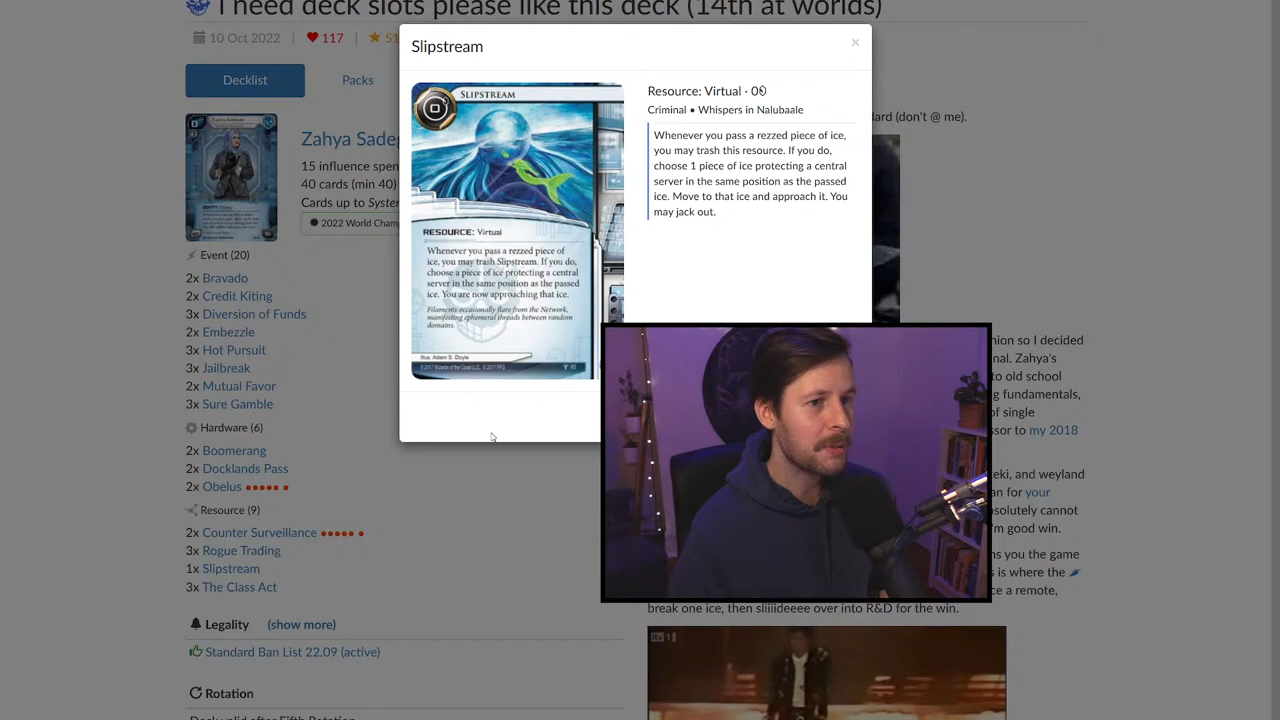 I need deck slots please like this deck (14th at worlds)
10 Oct 2022 | 117 | 51
Decklist
Packs
Zahya Sade
15 influence spen
40 cards (min 40)
Cards up to Syste
2022 World Cham
Event (20)
2x Bravado
2x Credit Kiting
3x Diversion of Funds
2x Embezzle
3x Hot Pursuit
3x Jailbreak
2x Mutual Favor
3x Sure Gamble
Hardware (6)
2x Boomerang
2x Docklands Pass
2x Obelus
Resource (9)
2x Counter Surveillance
3x Rogue Trading
1x Slipstream
3x The Class Act
Legality (show more)
Standard Ban List 22.09 (active)
Rotation
Deck valid after Fifth Rotation
Slipstream
×
SLIPSTREAM
RESOURCE: Virtual
Whenever you pass a rezzed piece of
ice, you may trash Slipstream. If you do,
choose a piece of ice protecting a central
server in the same position as the passed
ice. You are now approaching that ice.
Filaments occasionally flare from the Network,
manifesting ephemeral threads between random
domains.
Illus. Adam S. Doyle
Resource: Virtual · 0
Criminal • Whispers in Nalubaale
Whenever you pass a rezzed piece of ice,
you may trash this resource. If you do,
choose 1 piece of ice protecting a central
server in the same position as the passed
ice. Move to that ice and approach it. You
may jack out.
dard (don't @ me).
nion so I decided
nal. Zahya's
to old school
g fundamentals,
of single
ssor to my 2018
eki, and weyland
an for your
solutely cannot
'm good win.
ns you the game
s is where the
ce a remote,
break one ice, then sliiiideeee over into R&D for the win.